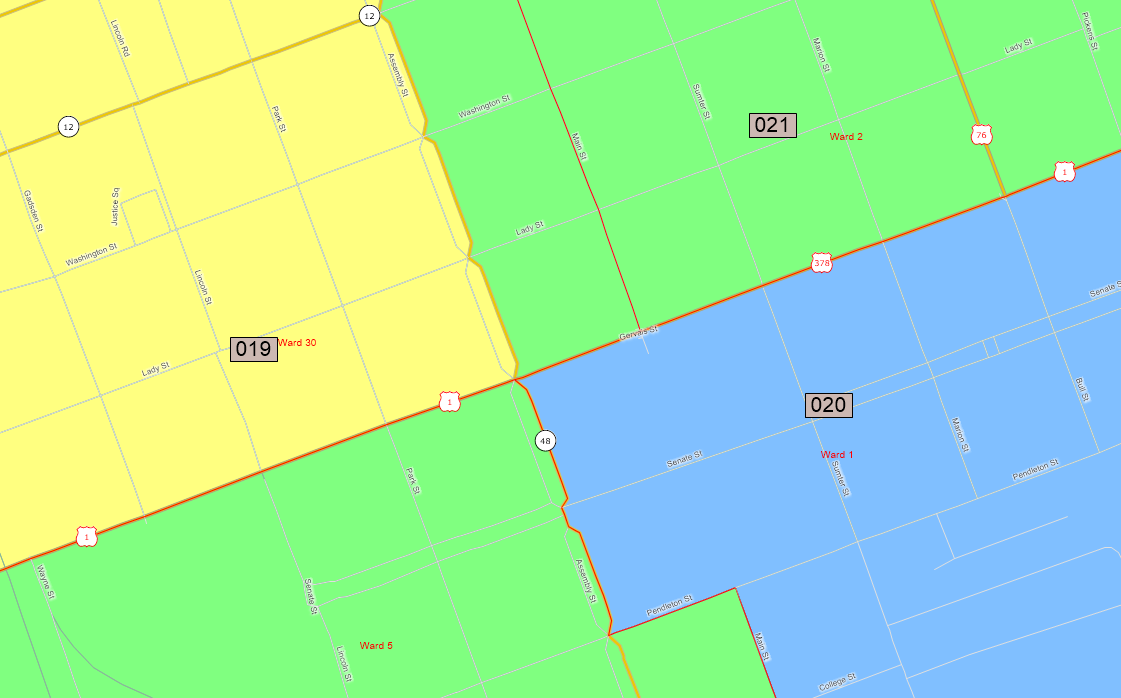 12
Lincoln Rd
Assembly St
Pickens St
Marion St
Lady St
Sumter St
Washington St
Park St
021
Ward 2
12
76
Main St
1
Gadsden St
Justice Sq
Lady St
Washington St
378
Lincoln St
Senate S
Gervais St
019
Ward 30
Lady St
Bull St
1
020
Marion St
48
Ward 1
Senate St
Pendleton St
Park St
Sumter St
1
Wayne St
Senate St
Assembly St
Pendleton St
Ward 5
Main St
Lincoln St
College St